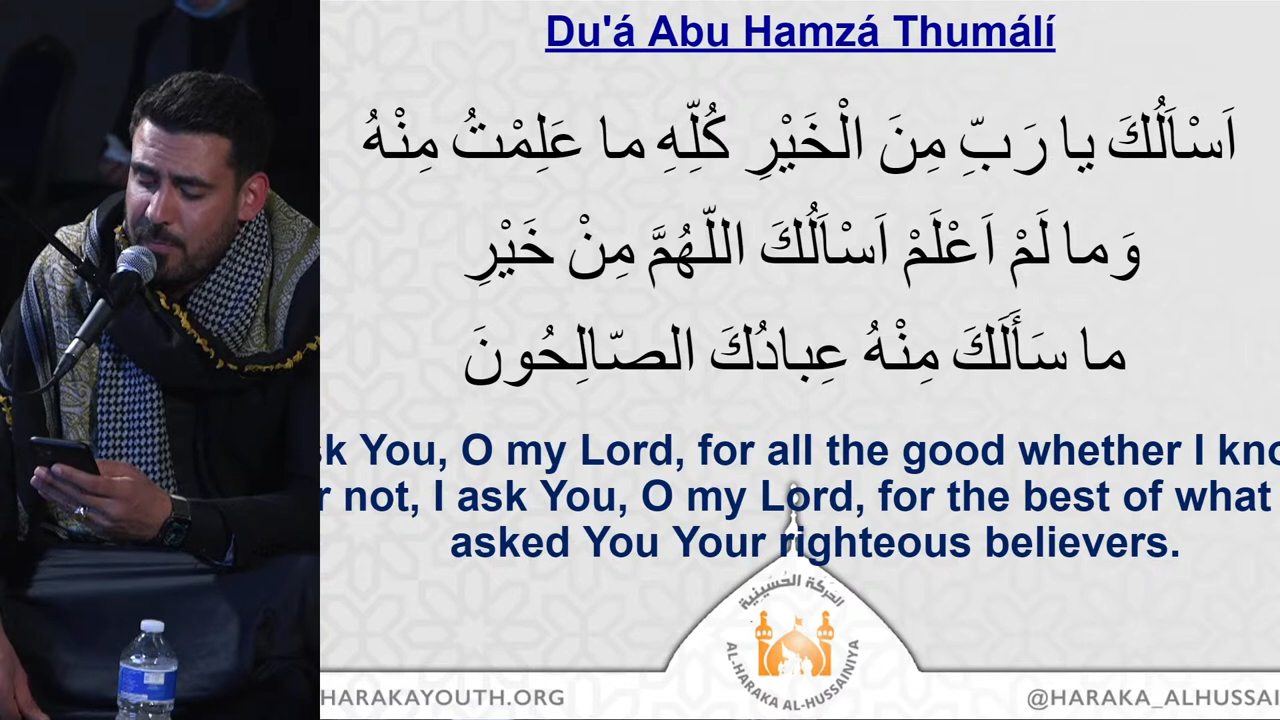 Du'á Abu Hamzá Thumálí
اَسْاَلُكَ يا رَبِّ مِنَ الْخَيْرِ كُلِّهِ ما عَلِمْتُ مِنْهُ
وَ ما لَمْ اَعْلَمْ اَسْاَلُكَ اللّهُمَّ مِنْ خَيْرِ
ما سَأَلَكَ مِنْهُ عِبادُكَ الصّالِحُونَ
You, O my Lord, for all the good whether I
not, I ask You, O my Lord, for the best of what
asked You Your righteous believers.
الحركة الحسينية
AL-HARAKA AL-HUSSAINIYA
HARAKAYOUTH.ORG
@HARAKA_ALHUSSAI